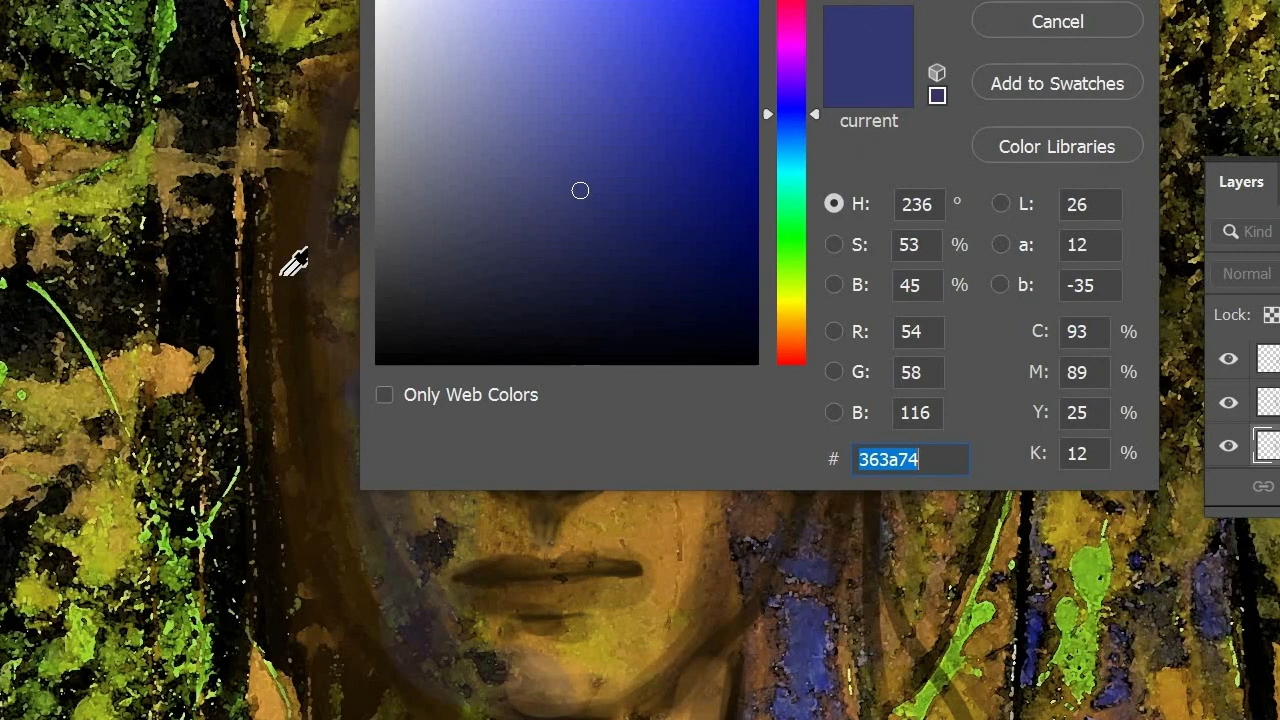 Cancel
Add to Swatches
current
Color Libraries
H: 236 °
L: 26
S: 53 %
a: 12
B: 45 %
b: -35
R: 54
C: 93 %
G: 58
M: 89 %
B: 116
Y: 25 %
# 363a74
K: 12 %
Only Web Colors
Layers
Kind
Normal
Lock: